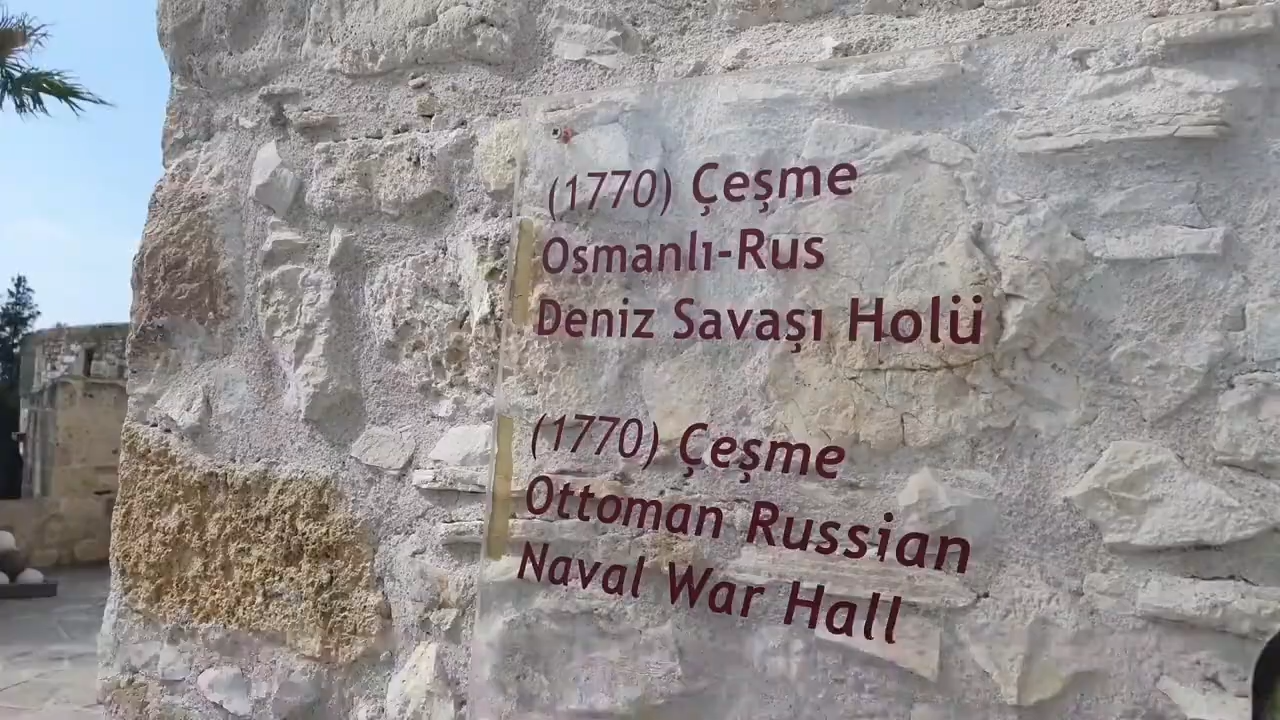 (1770) Çeşme
Osmanlı-Rus
Deniz Savaşı Holü
(1770) Çeşme
Ottoman Russian
Naval War Hall